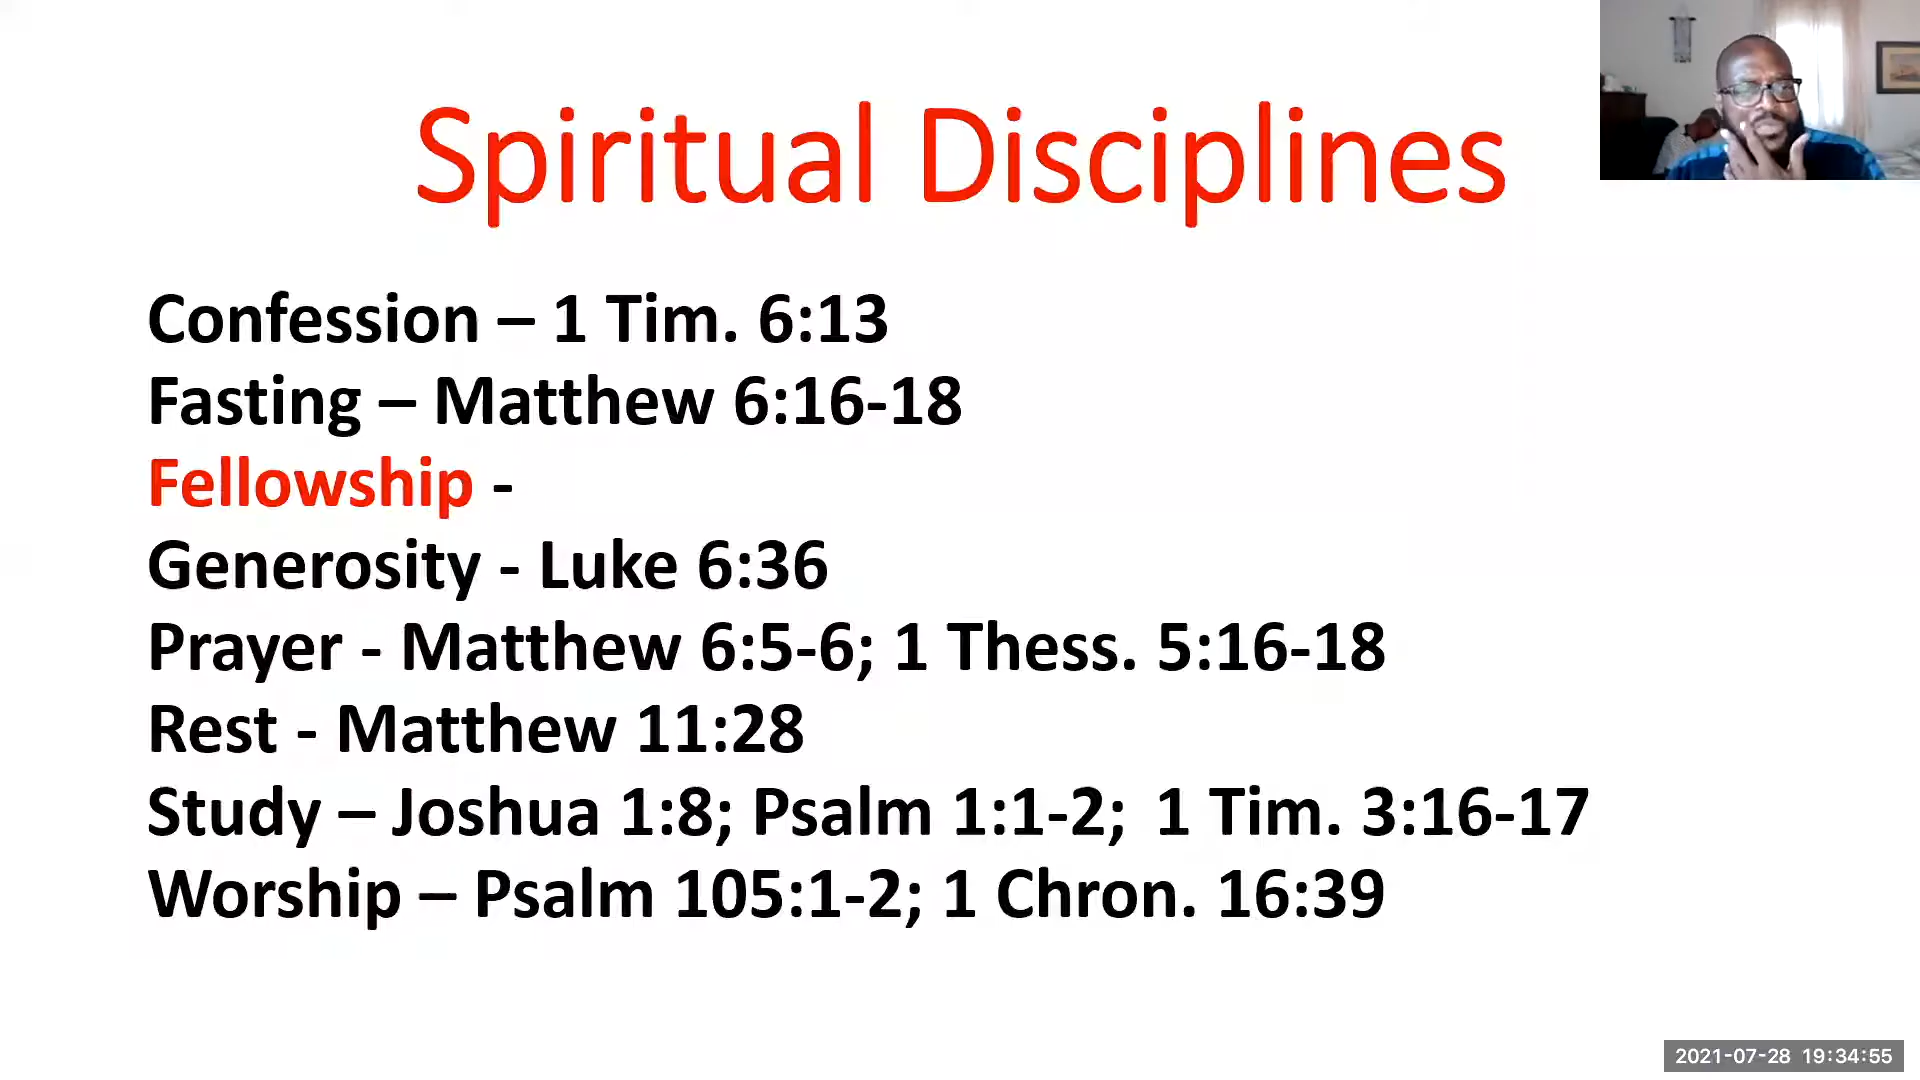 Spiritual Disciplines
Confession – 1 Tim. 6:13
Fasting – Matthew 6:16-18
Fellowship -
Generosity - Luke 6:36
Prayer - Matthew 6:5-6; 1 Thess. 5:16-18
Rest - Matthew 11:28
Study – Joshua 1:8; Psalm 1:1-2; 1 Tim. 3:16-17
Worship – Psalm 105:1-2; 1 Chron. 16:39
2021-07-28 19:34:55